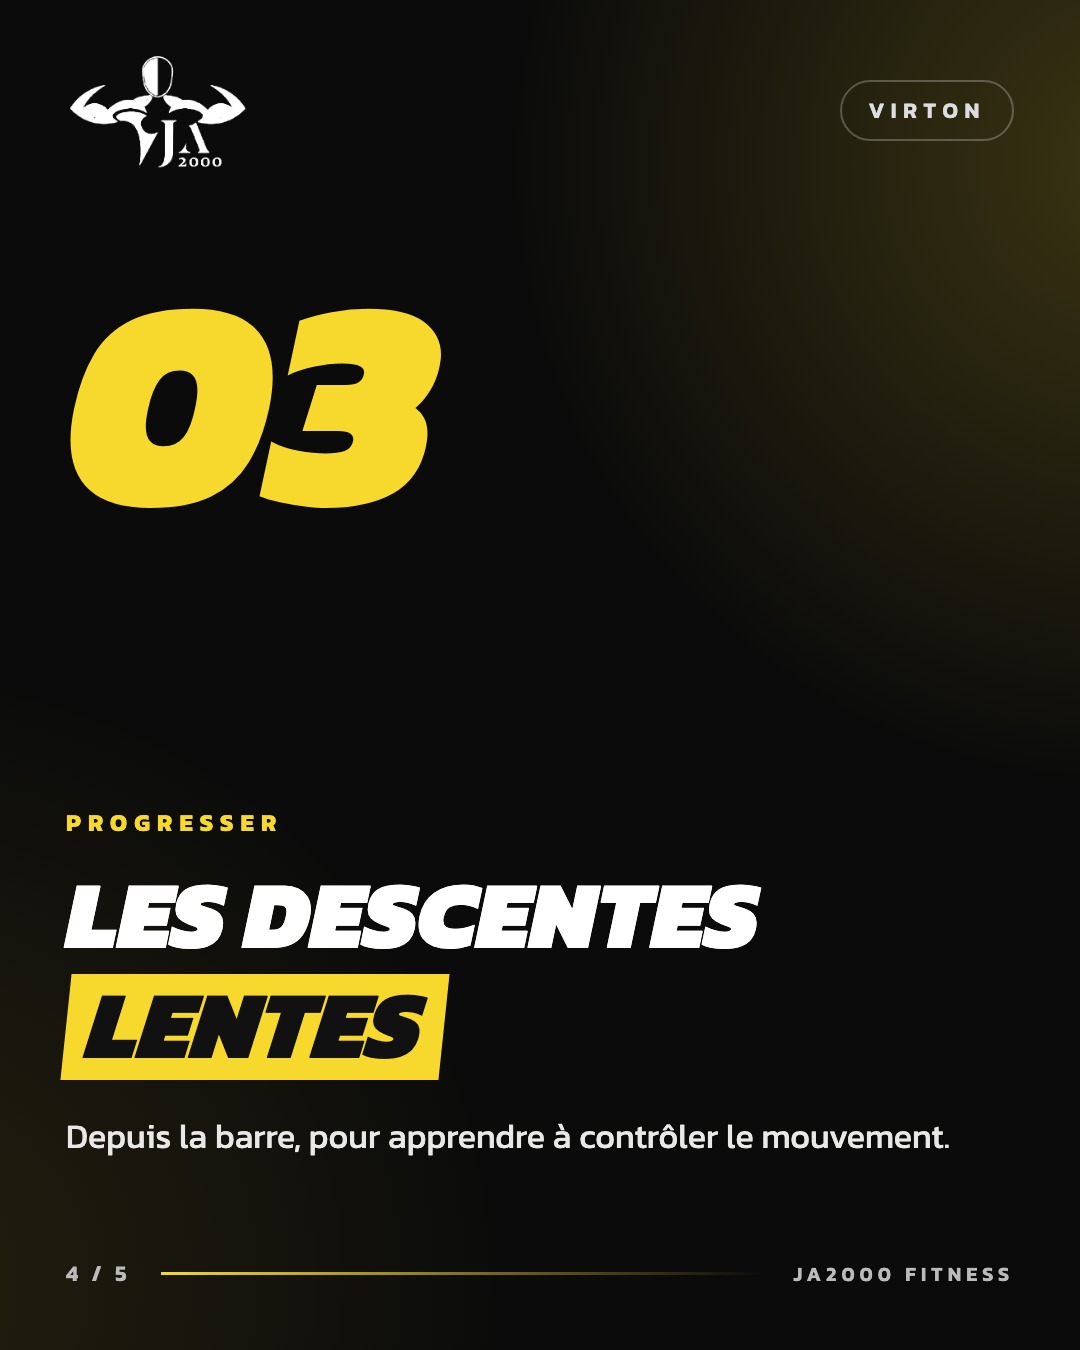 JA
2000
VIRTON
03
PROGRESSER
LES DESCENTES
LENTES
Depuis la barre, pour apprendre à contrôler le mouvement.
4 / 5
JA2000 FITNESS